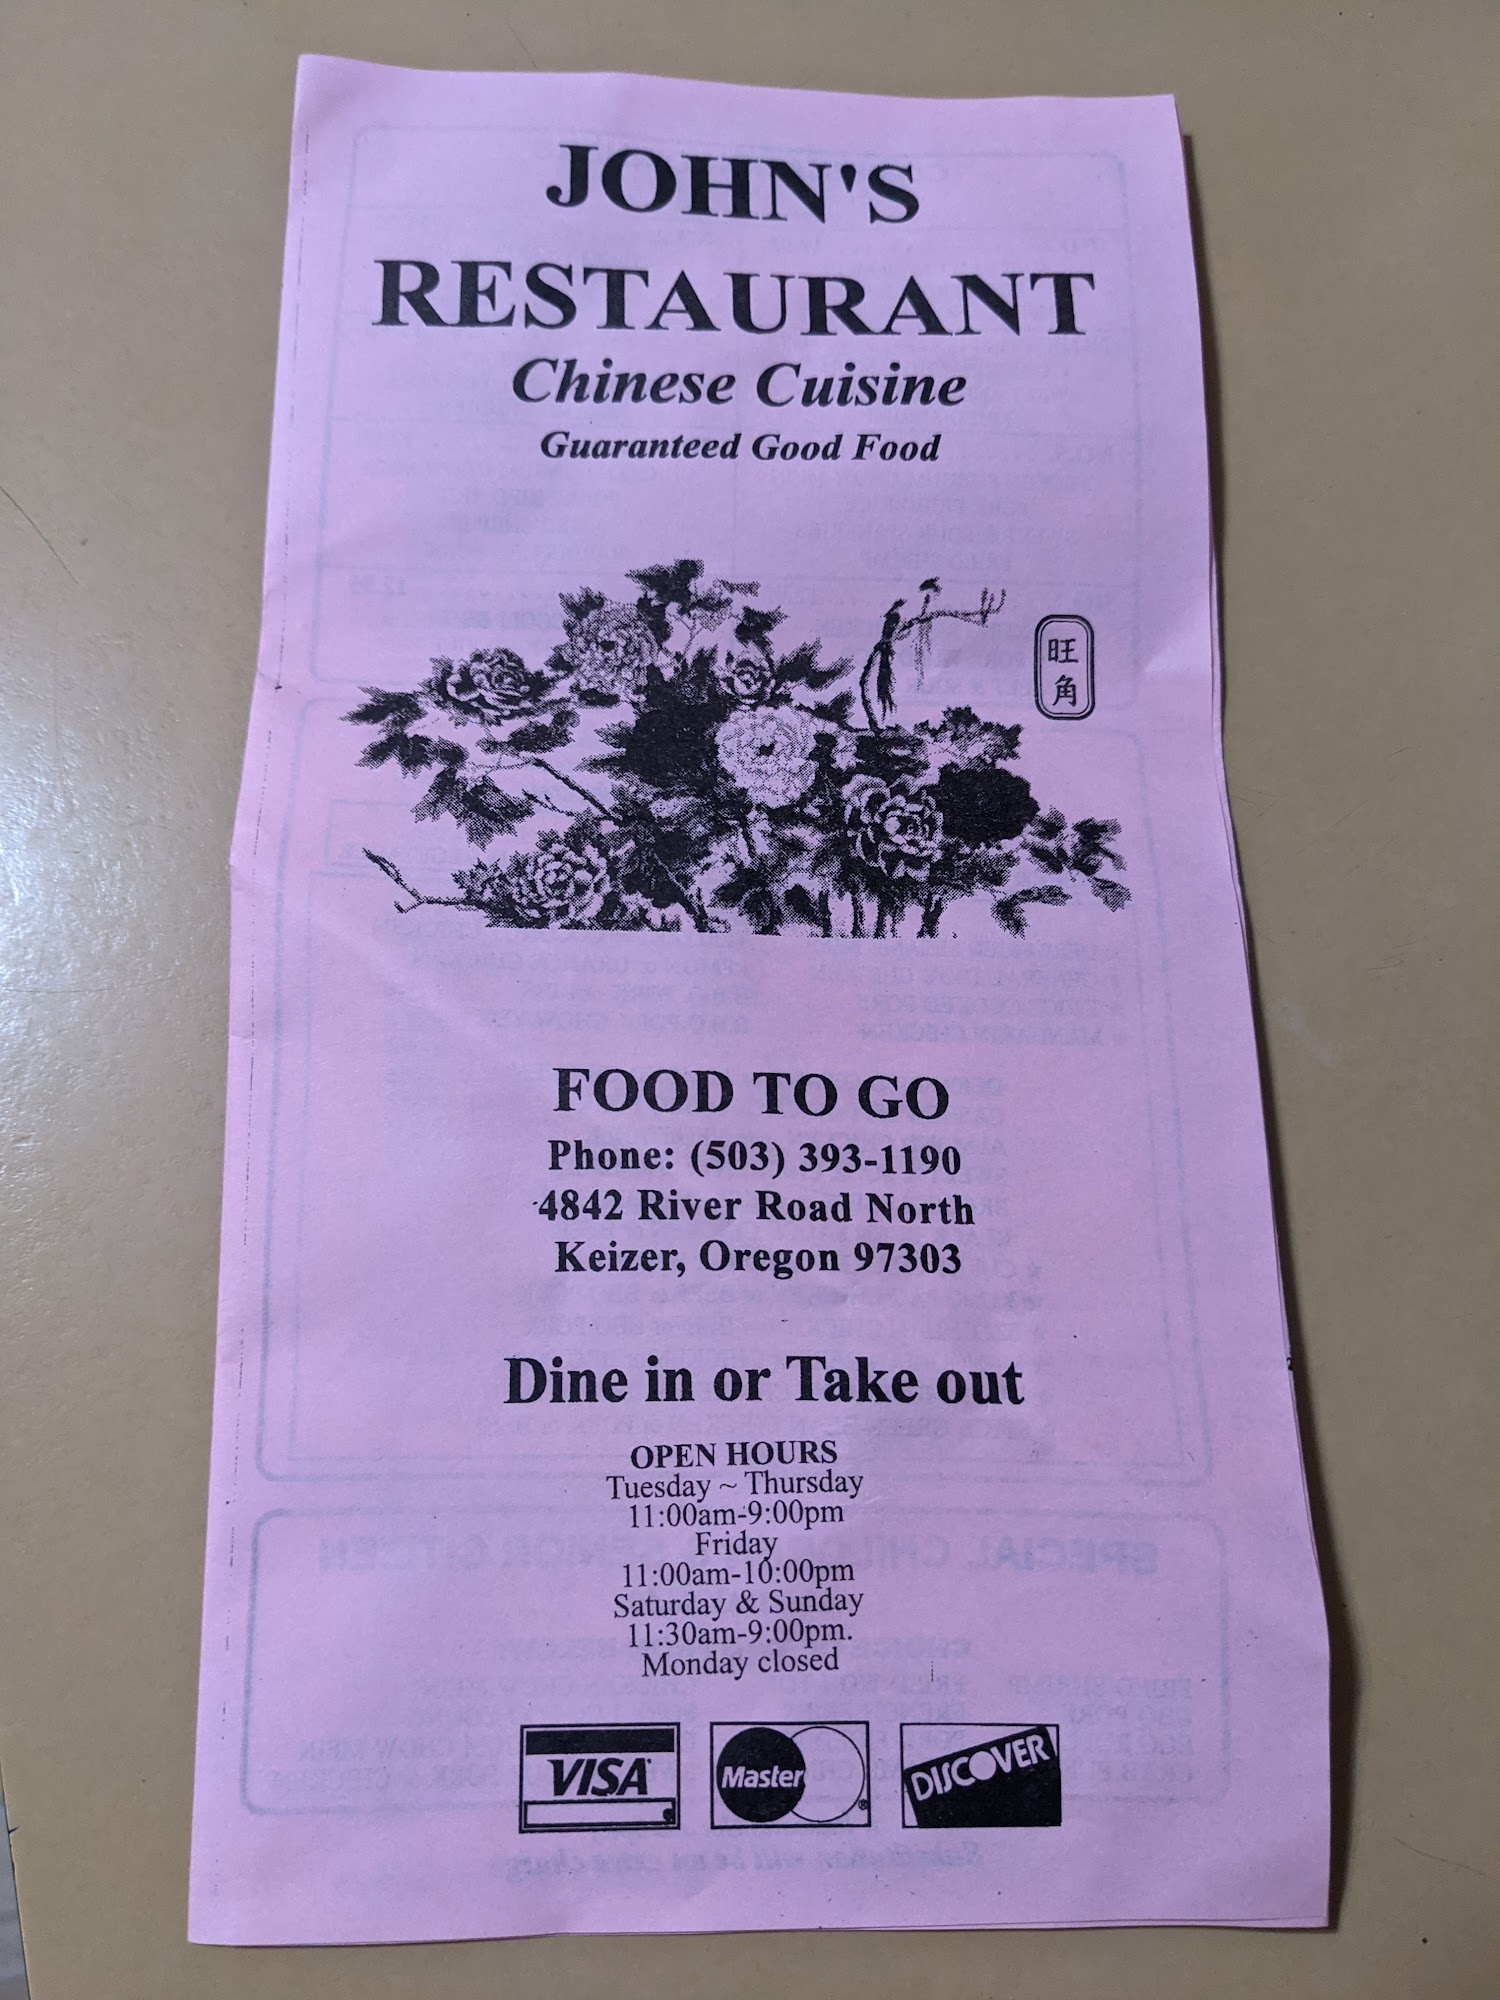 JOHN'S
RESTAURANT
Chinese Cuisine
Guaranteed Good Food
旺
角
FOOD TO GO
Phone: (503) 393-1190
4842 River Road North
Keizer, Oregon 97303
Dine in or Take out
OPEN HOURS
Tuesday ~ Thursday
11:00am-9:00pm
Friday
11:00am-10:00pm
Saturday & Sunday
11:30am-9:00pm.
Monday closed
VISA
Master
DISCOVER